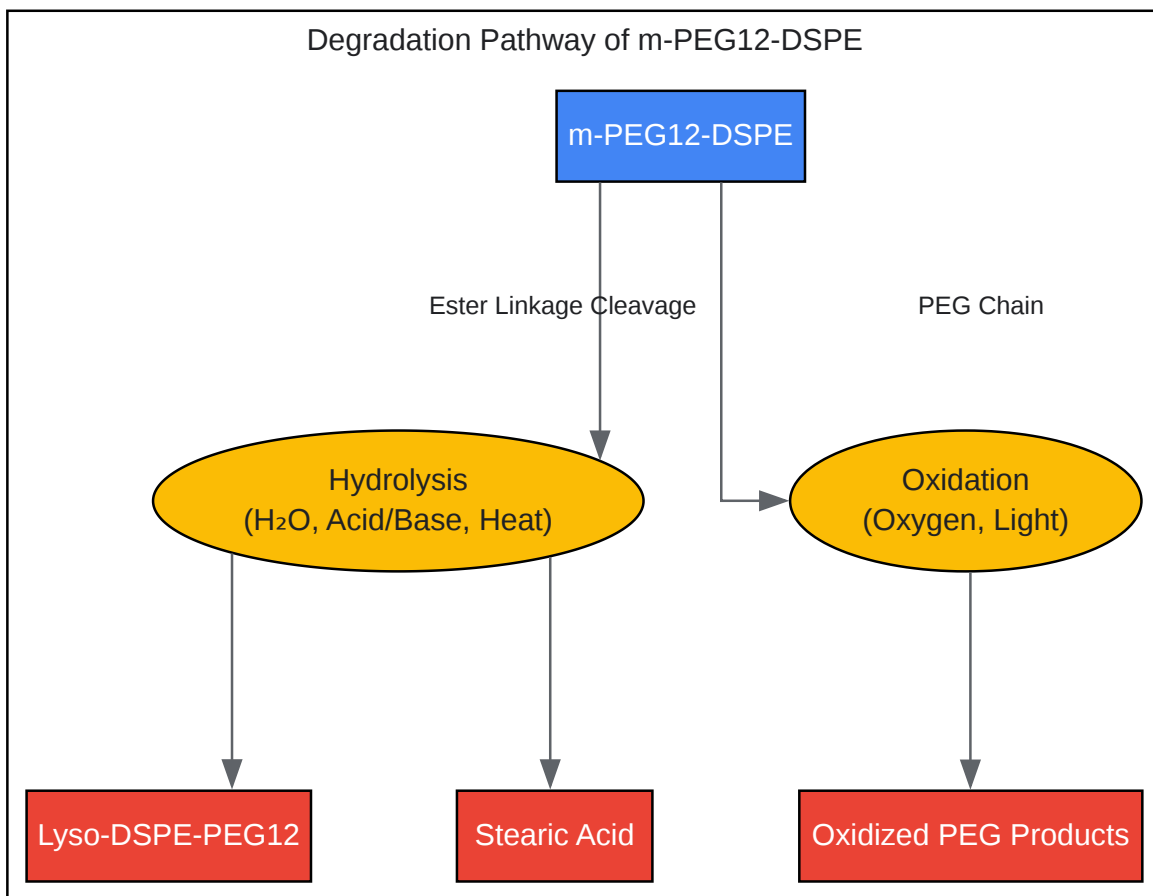 Degradation Pathway of m-PEG12-DSPE
m-PEG12-DSPE
Ester Linkage Cleavage
PEG Chain
Hydrolysis
(H₂O, Acid/Base, Heat)
Oxidation
(Oxygen, Light)
Lyso-DSPE-PEG12
Stearic Acid
Oxidized PEG Products